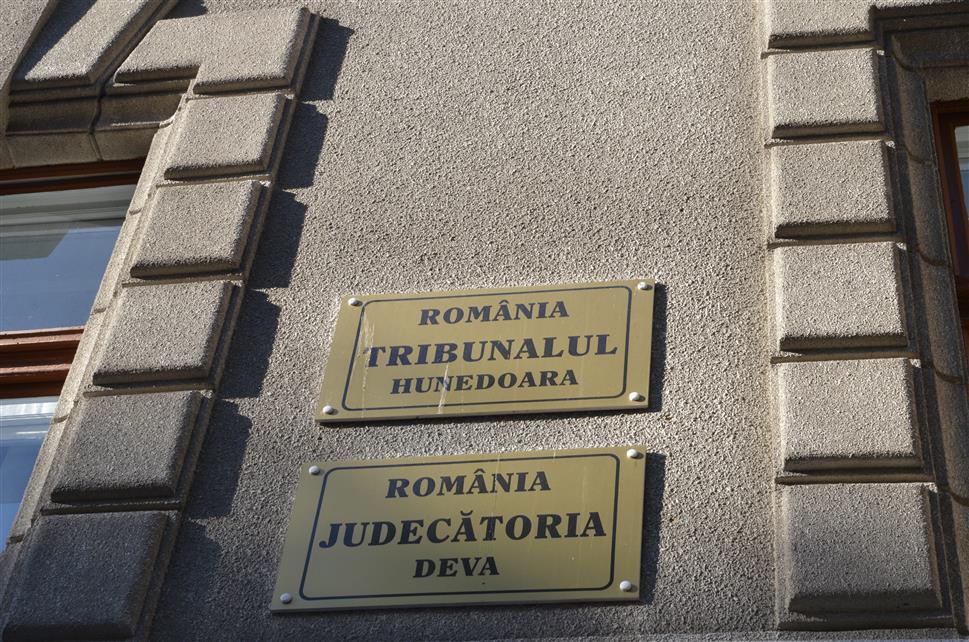 ROMÂNIA
TRIBUNALUL
HUNEDOARA
ROMÂNIA
JUDECĂTORIA
DEVA